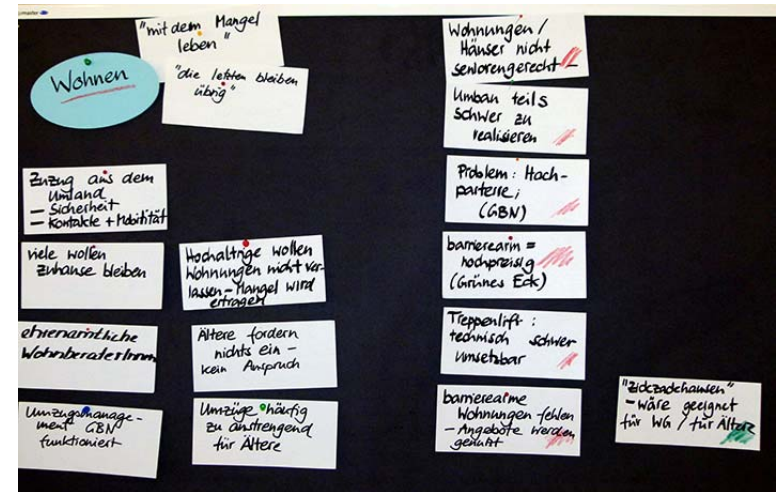 Wohnen
"mit dem Mangel
leben"
"die letzten bleiben
übrig"
Zuzug aus dem
Umland
– Sicherheit
– Kontakte + Mobilität
viele wollen
zuhause bleiben
Hochaltrige wollen
Wohnungen nicht ver-
lassen – Mangel wird
ertragen
ehrenamtliche
WohnberaterInnen
Ältere fordern
nichts ein –
kein Anspruch
Umzugsmanage-
ment GBN
funktioniert
Umzüge häufig
zu anstrengend
für Ältere
Wohnungen /
Häuser nicht
seniorengerecht –
Umbau teils
schwer zu
realisieren
Problem: Hoch-
parterre;
(GBN)
barrierearm =
hochpreisig
(Grünes Eck)
Treppenlift:
technisch schwer
umsetzbar
barrierearme
Wohnungen fehlen
– Angebote werden
genutzt
"Zickzackhausen"
– wäre geeignet
für WG / für Ältere